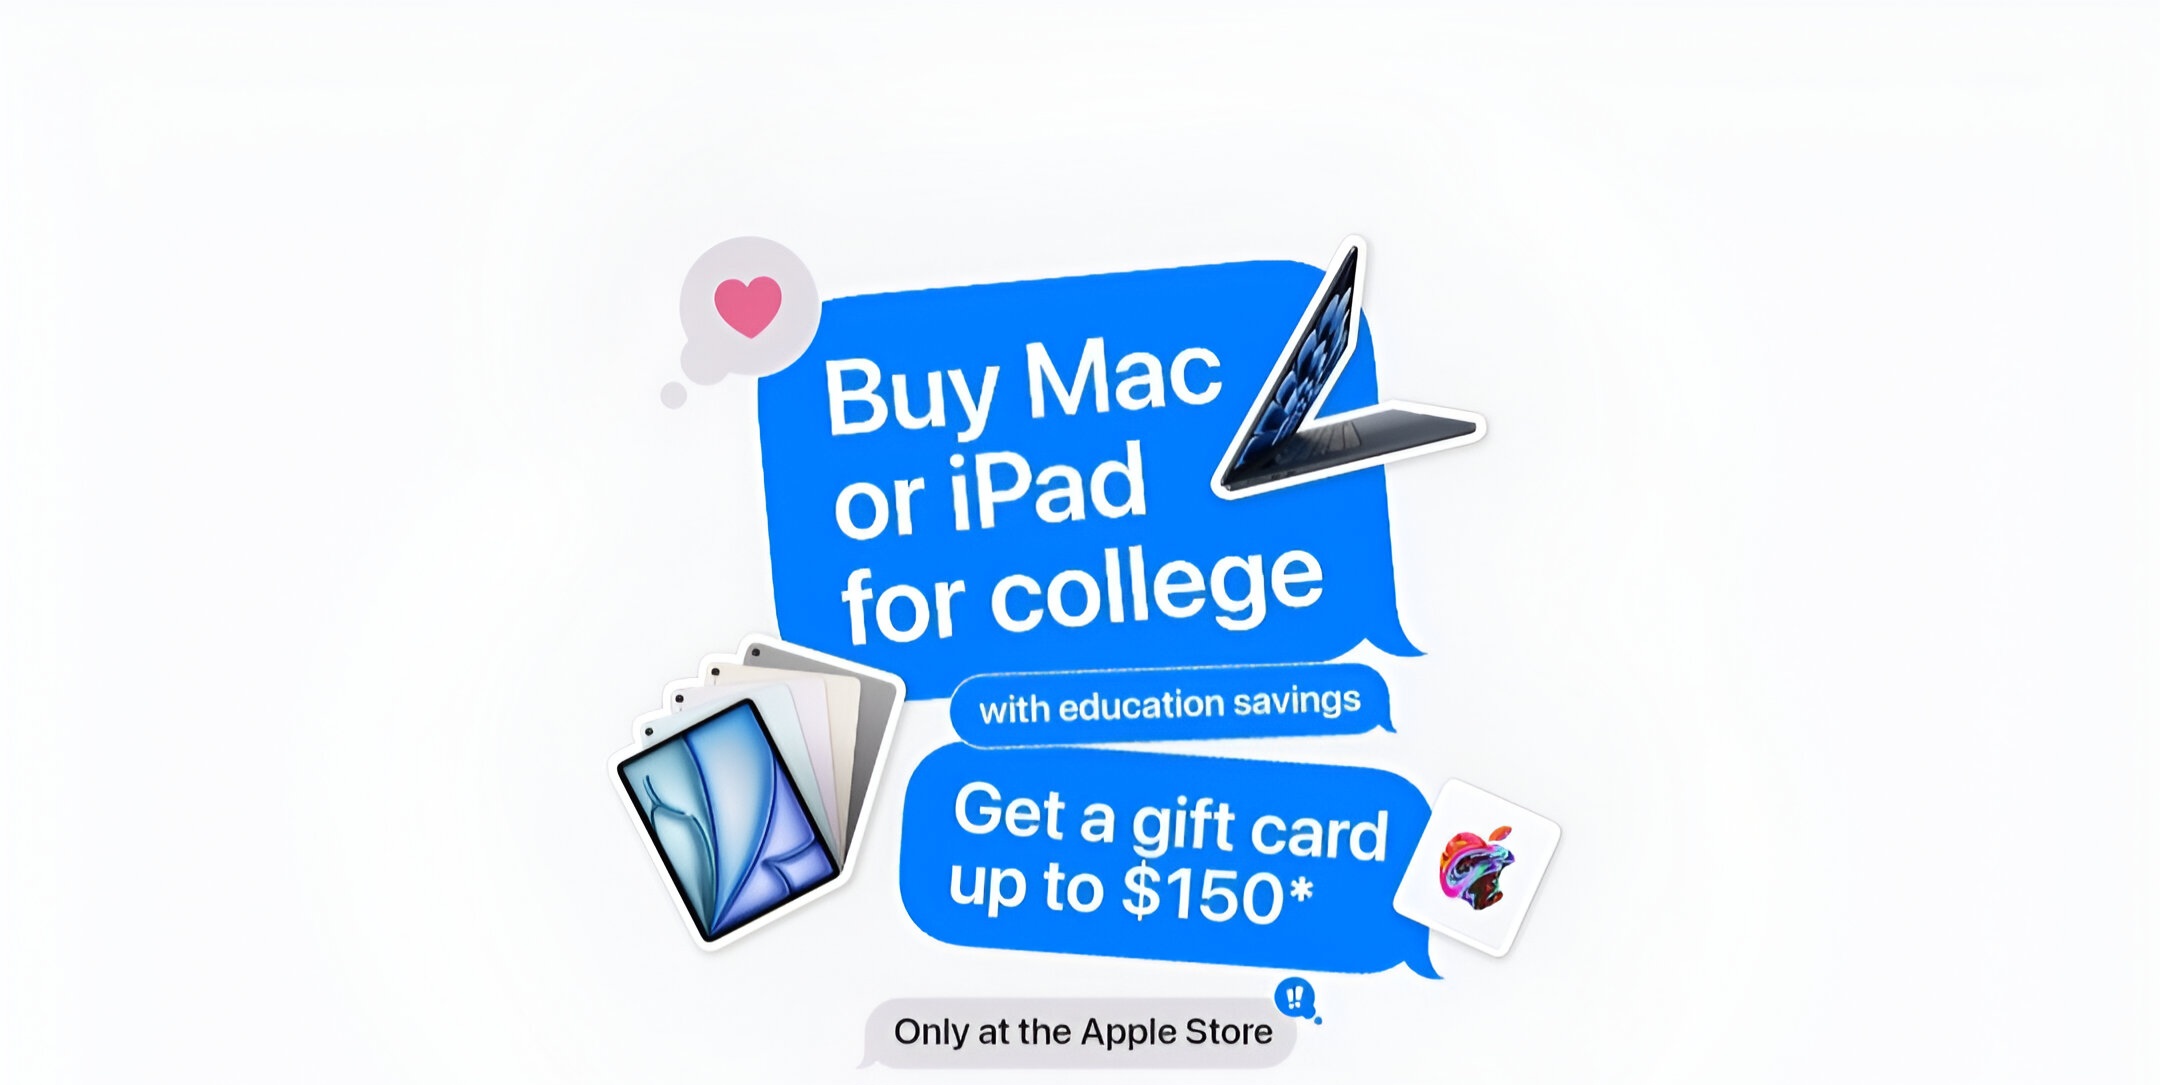 Buy Mac
or iPad
for college
with education savings
Get a gift card
up to $150*
Only at the Apple Store